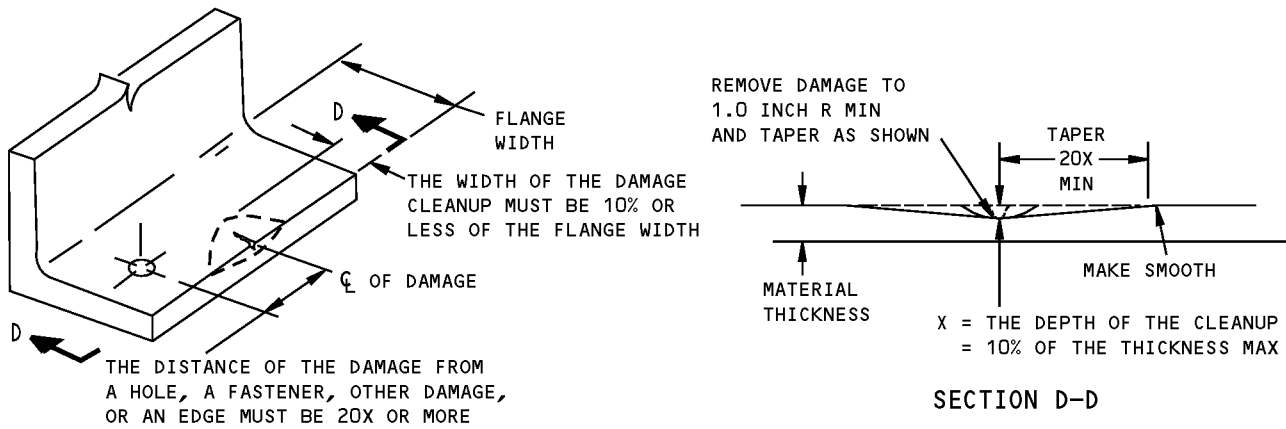 D
FLANGE
WIDTH
THE WIDTH OF THE DAMAGE
CLEANUP MUST BE 10% OR
LESS OF THE FLANGE WIDTH
℄ OF DAMAGE
D
THE DISTANCE OF THE DAMAGE FROM
A HOLE, A FASTENER, OTHER DAMAGE,
OR AN EDGE MUST BE 20X OR MORE
REMOVE DAMAGE TO
1.0 INCH R MIN
AND TAPER AS SHOWN
TAPER
20X
MIN
MATERIAL
THICKNESS
MAKE SMOOTH
X = THE DEPTH OF THE CLEANUP
= 10% OF THE THICKNESS MAX
SECTION D-D